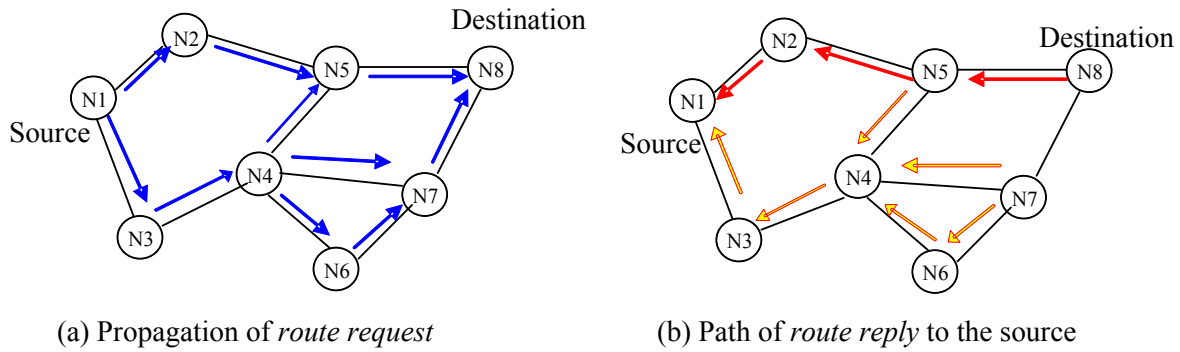 Destination
N2
N5
N8
N1
Source
N4
N7
N3
N6
(a) Propagation of route request
Destination
N2
N5
N8
N1
Source
N4
N7
N3
N6
(b) Path of route reply to the source